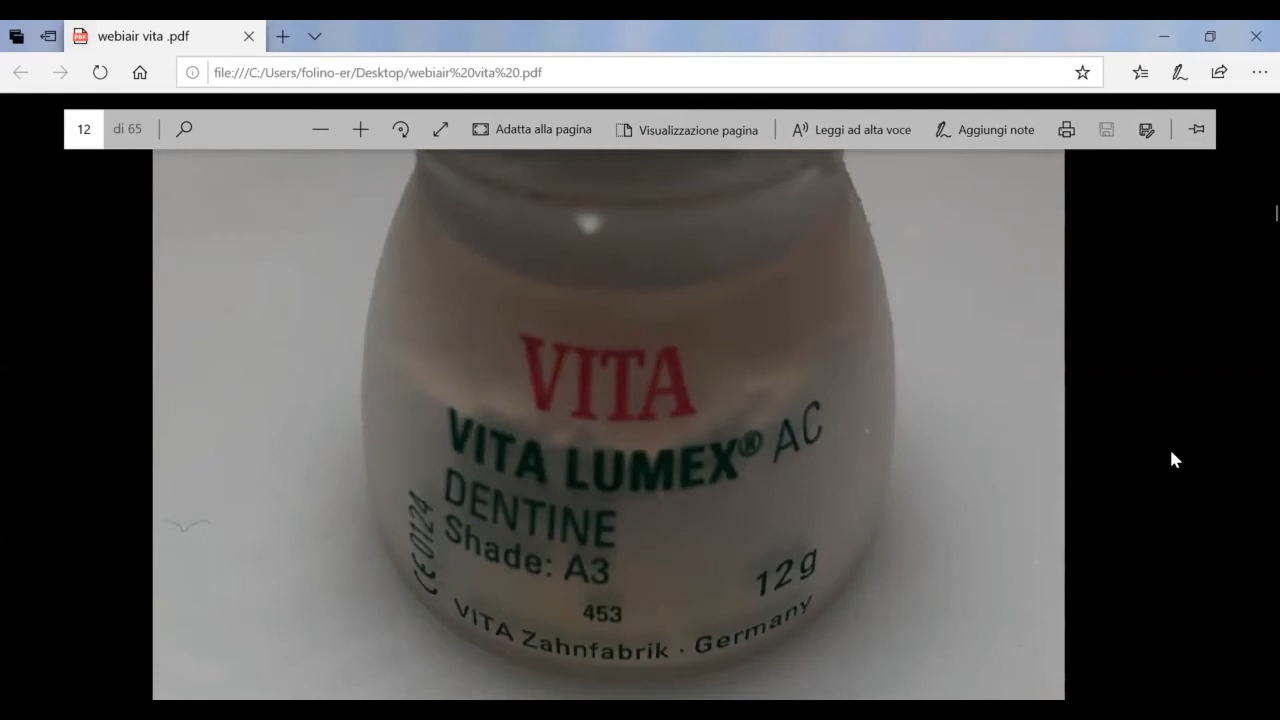 webiair vita .pdf
file:///C:/Users/folino-er/Desktop/webiair%20vita%20.pdf
12 di 65 Adatta alla pagina Visualizzazione pagina Leggi ad alta voce Aggiungi note
VITA
VITA LUMEX® AC
DENTINE
Shade: A3
12g
CE0124
453
VITA Zahnfabrik · Germany